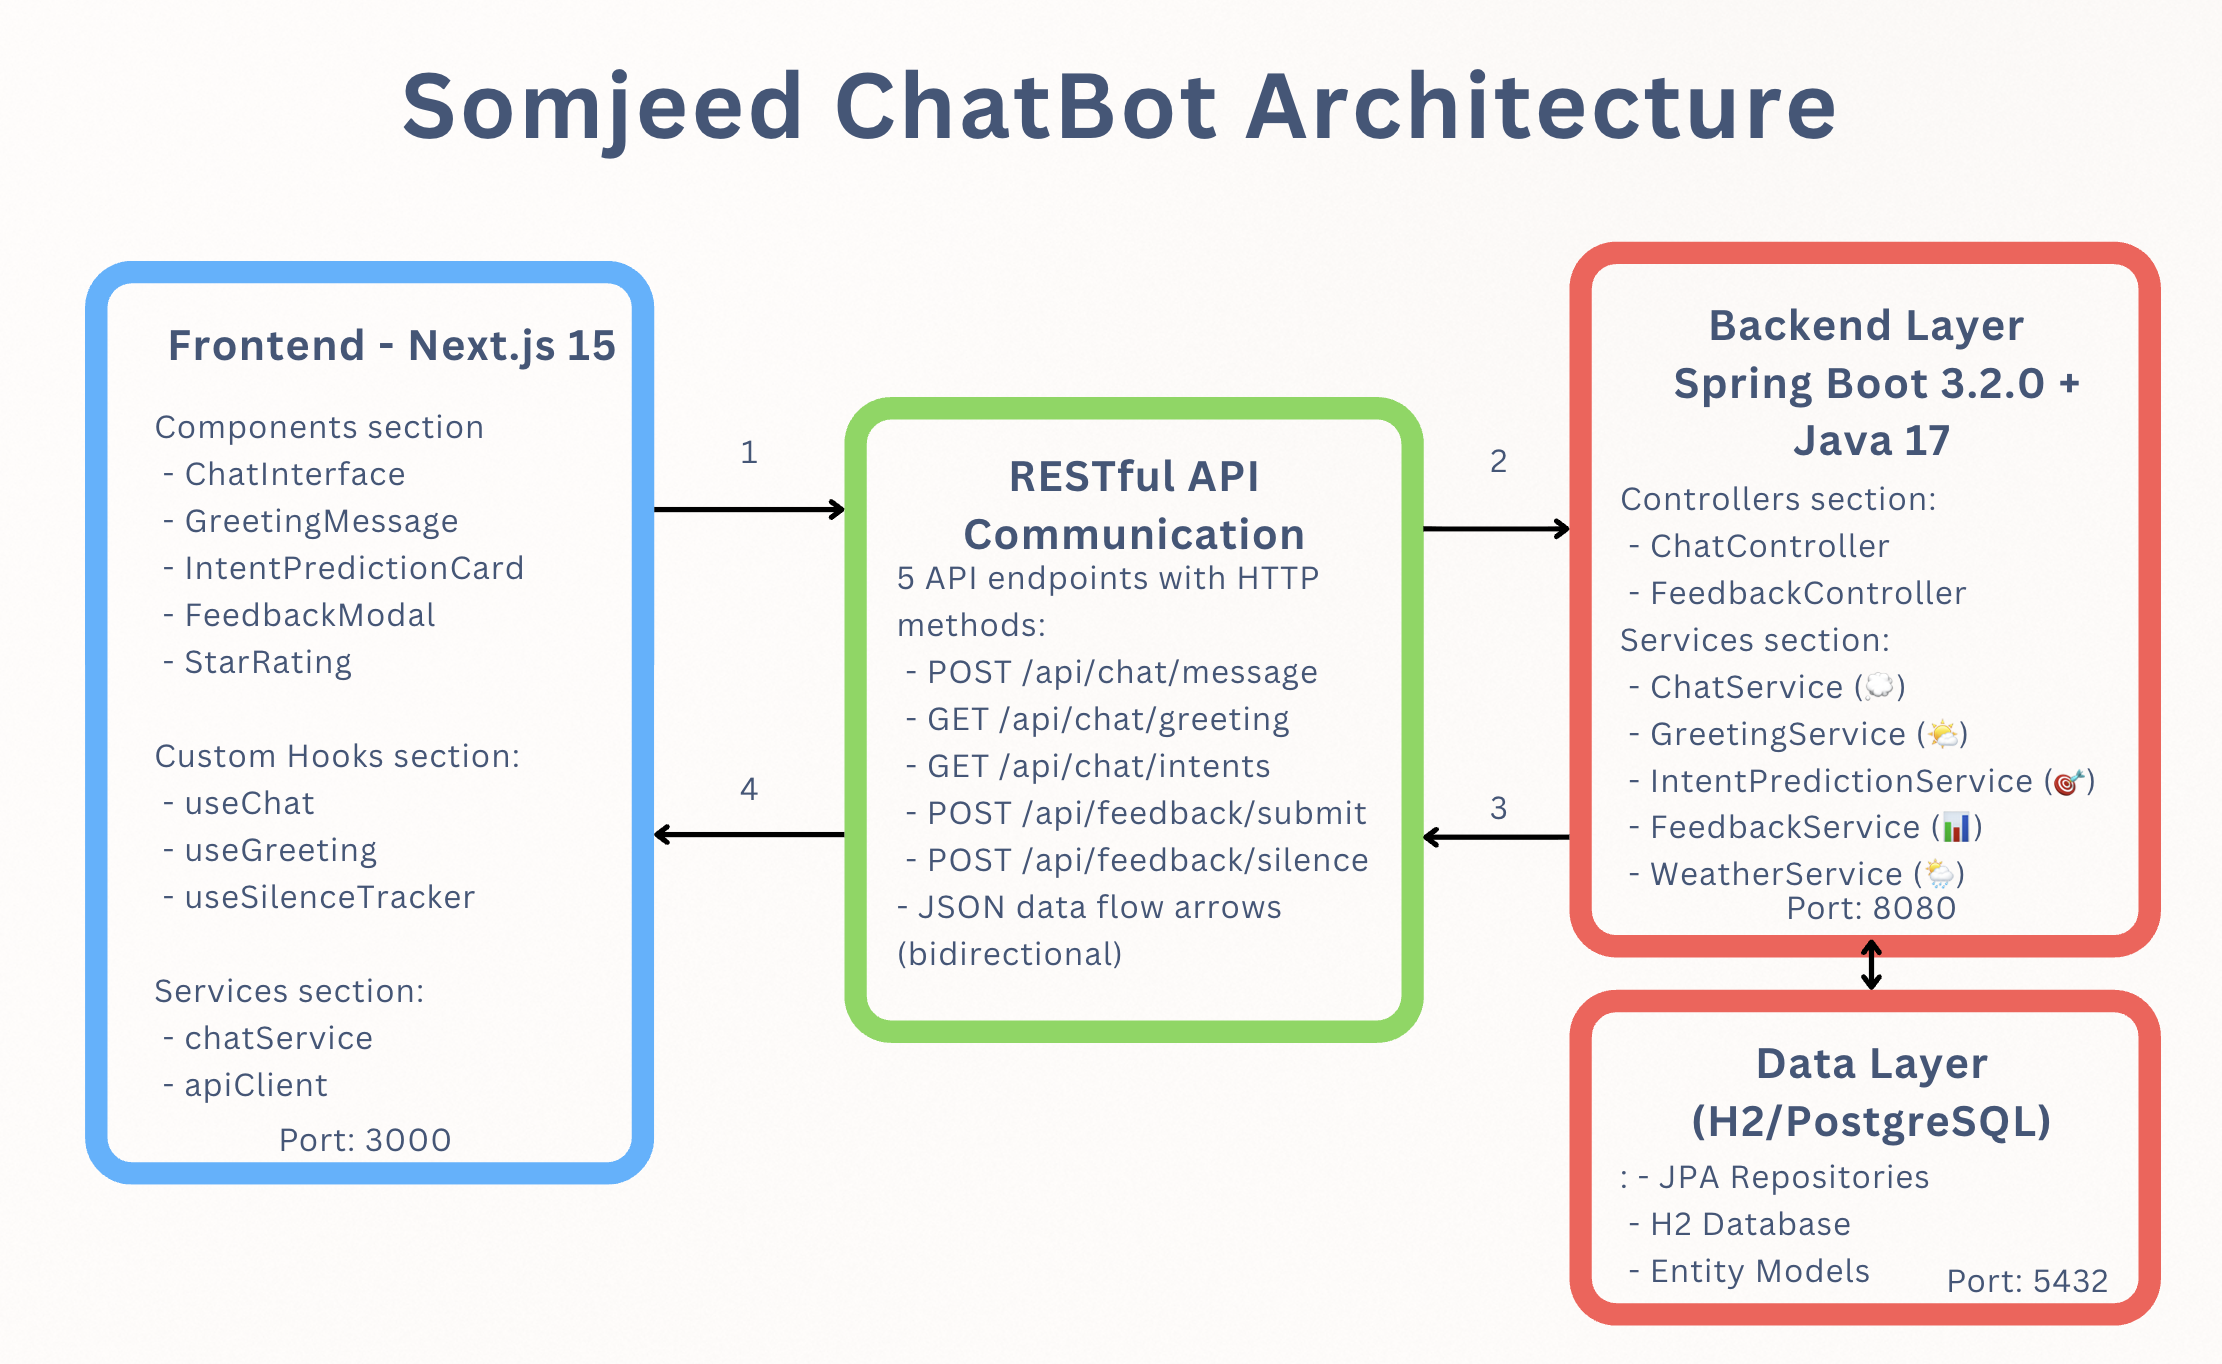 Somjeed ChatBot Architecture
Frontend - Next.js 15
Components section
- ChatInterface
- GreetingMessage
- IntentPredictionCard
- FeedbackModal
- StarRating
Custom Hooks section:
- useChat
- useGreeting
- useSilenceTracker
Services section:
- chatService
- apiClient
Port: 3000
1
4
RESTful API
Communication
5 API endpoints with HTTP
methods:
- POST /api/chat/message
- GET /api/chat/greeting
- GET /api/chat/intents
- POST /api/feedback/submit
- POST /api/feedback/silence
- JSON data flow arrows
(bidirectional)
2
3
Backend Layer
Spring Boot 3.2.0 +
Java 17
Controllers section:
- ChatController
- FeedbackController
Services section:
- ChatService (💭)
- GreetingService (🌤️)
- IntentPredictionService (🎯)
- FeedbackService (📊)
- WeatherService (🌦️)
Port: 8080
Data Layer
(H2/PostgreSQL)
: - JPA Repositories
- H2 Database
- Entity Models
Port: 5432